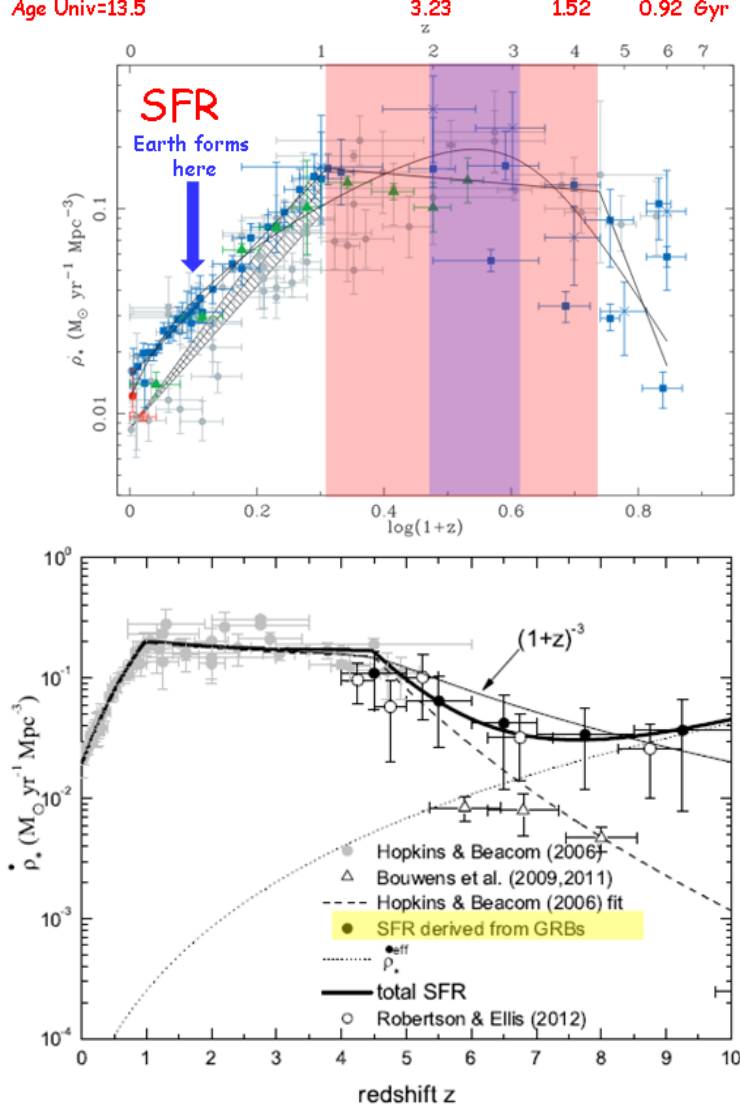 Age Univ=13.5 3.23 1.52 0.92 Gyr
z
0 1 2 3 4 5 6 7
SFR
Earth forms
here
0.1
0.01
ρ̇* (M⊙ yr⁻¹ Mpc⁻³)
0 0.2 0.4 0.6 0.8
log(1+z)
10⁰
10⁻¹
10⁻²
10⁻³
10⁻⁴
ρ̇* (M⊙ yr⁻¹ Mpc⁻³)
(1+z)⁻³
Hopkins & Beacom (2006)
Bouwens et al. (2009,2011)
Hopkins & Beacom (2006) fit
SFR derived from GRBs
ρ̇*eff
total SFR
Robertson & Ellis (2012)
0 1 2 3 4 5 6 7 8 9 10
redshift z